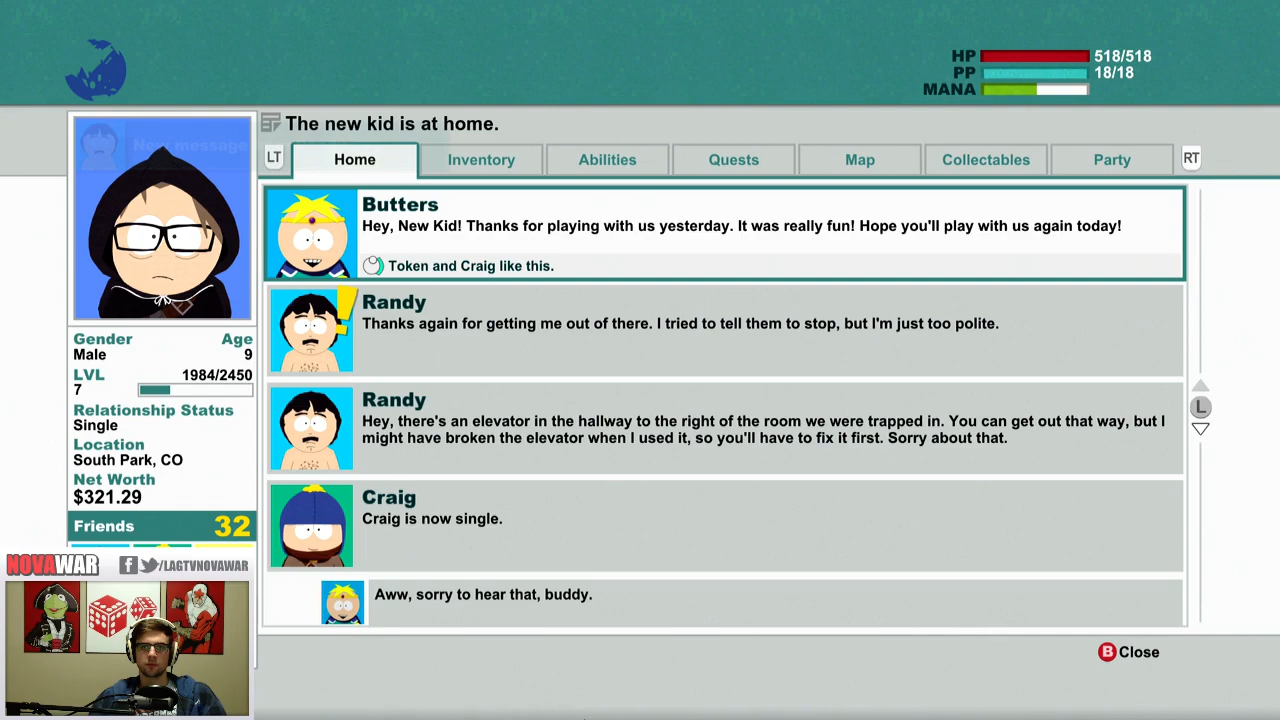 HP 518/518
PP 18/18
MANA
New message
The new kid is at home.
LT Home Inventory Abilities Quests Map Collectables Party RT
Butters
Hey, New Kid! Thanks for playing with us yesterday. It was really fun! Hope you'll play with us again today!
Token and Craig like this.
Randy
Thanks again for getting me out of there. I tried to tell them to stop, but I'm just too polite.
Randy
Hey, there's an elevator in the hallway to the right of the room we were trapped in. You can get out that way, but I
might have broken the elevator when I used it, so you'll have to fix it first. Sorry about that.
Craig
Craig is now single.
Aww, sorry to hear that, buddy.
L
Gender Age
Male 9
LVL 1984/2450
7
Relationship Status
Single
Location
South Park, CO
Net Worth
$321.29
Friends 32
NOVAWAR f /LAGTVNOVAWAR
B Close